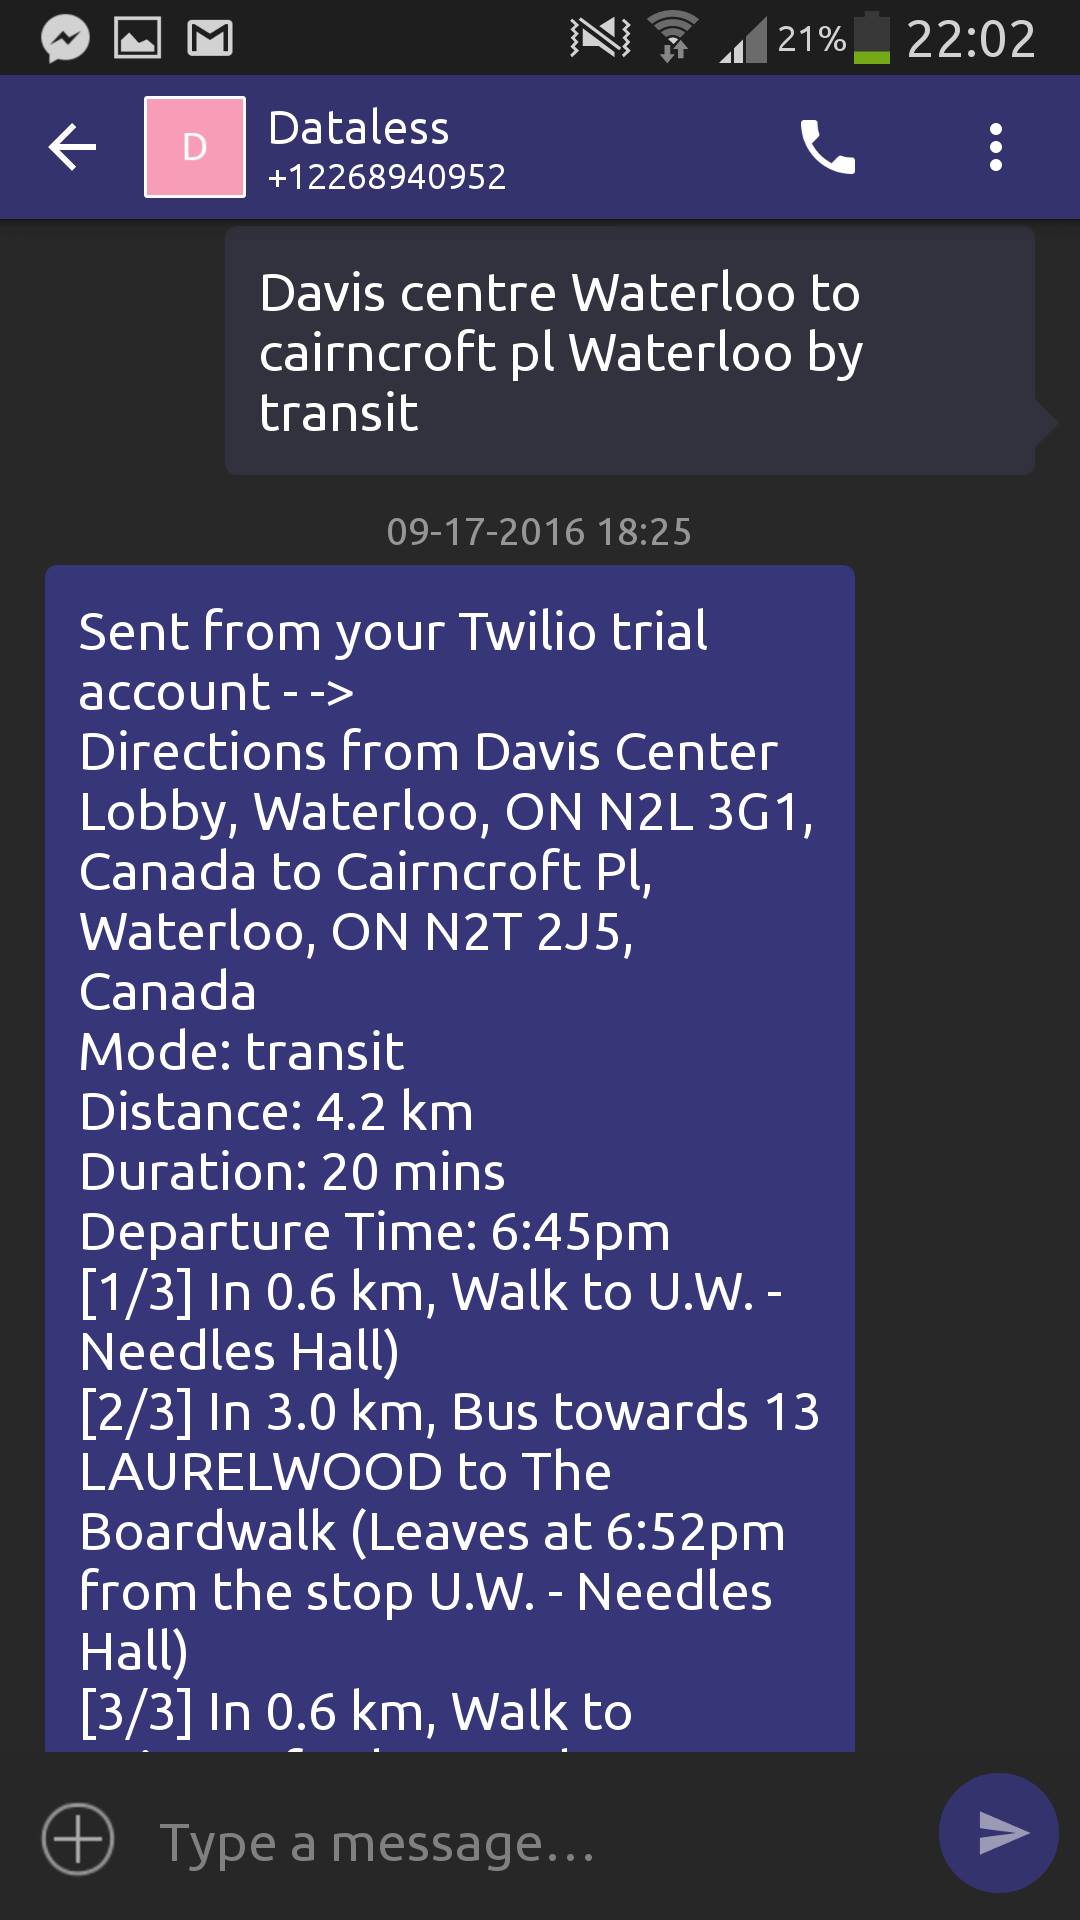 21% 22:02
D
Dataless
+12268940952
Davis centre Waterloo to
cairncroft pl Waterloo by
transit
09-17-2016 18:25
Sent from your Twilio trial
account - ->
Directions from Davis Center
Lobby, Waterloo, ON N2L 3G1,
Canada to Cairncroft Pl,
Waterloo, ON N2T 2J5,
Canada
Mode: transit
Distance: 4.2 km
Duration: 20 mins
Departure Time: 6:45pm
[1/3] In 0.6 km, Walk to U.W. -
Needles Hall)
[2/3] In 3.0 km, Bus towards 13
LAURELWOOD to The
Boardwalk (Leaves at 6:52pm
from the stop U.W. - Needles
Hall)
[3/3] In 0.6 km, Walk to
Type a message...